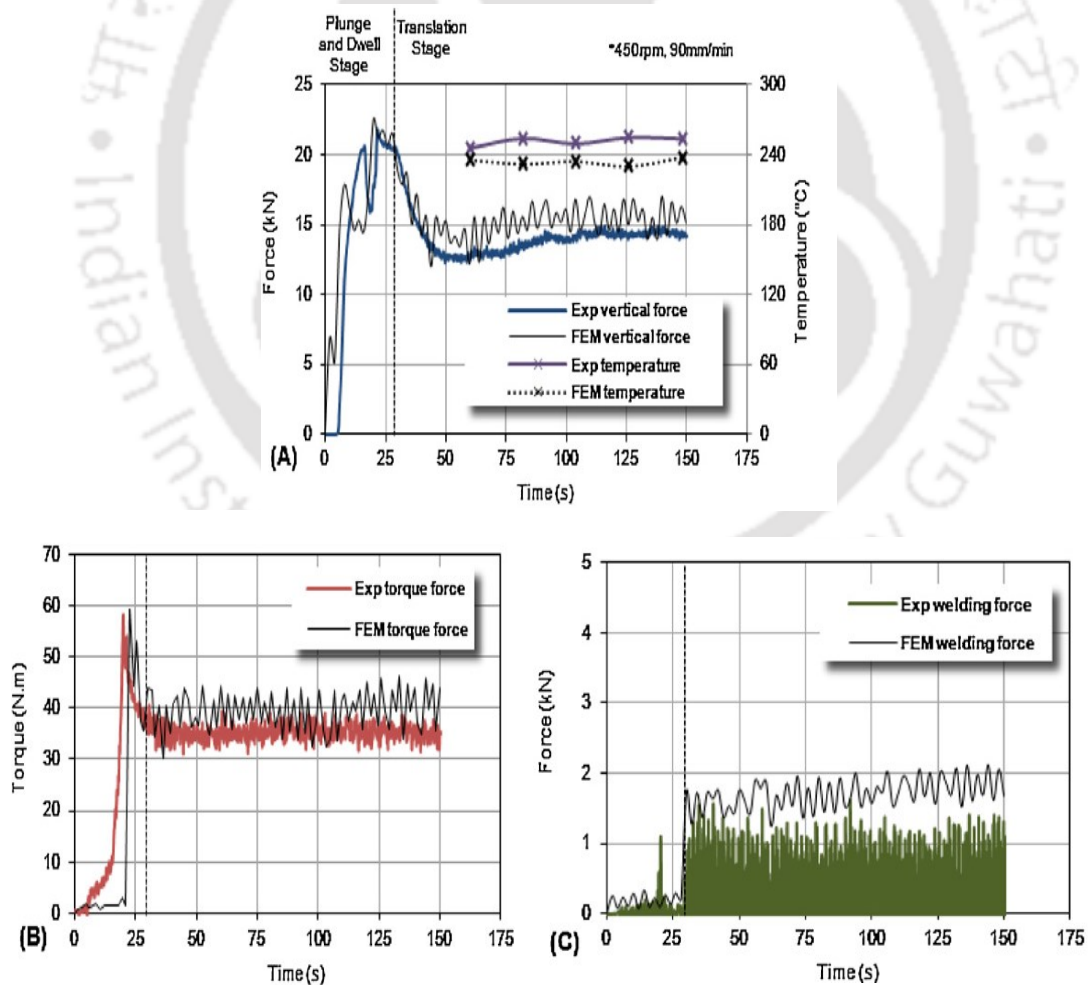 Plunge and Dwell Stage
Translation Stage
*450rpm, 90mm/min
25
20
15
10
5
0
Force (kN)
300
240
180
120
60
0
Temperature (°C)
Exp vertical force
FEM vertical force
Exp temperature
FEM temperature
0 25 50 75 100 125 150 175
(A)
Time (s)
70
60
50
40
30
20
10
0
Torque (N.m)
Exp torque force
FEM torque force
0 25 50 75 100 125 150 175
(B)
Time (s)
5
4
3
2
1
0
Force (kN)
Exp welding force
FEM welding force
0 25 50 75 100 125 150 175
(C)
Time (s)
Indian Inst
Guwahati